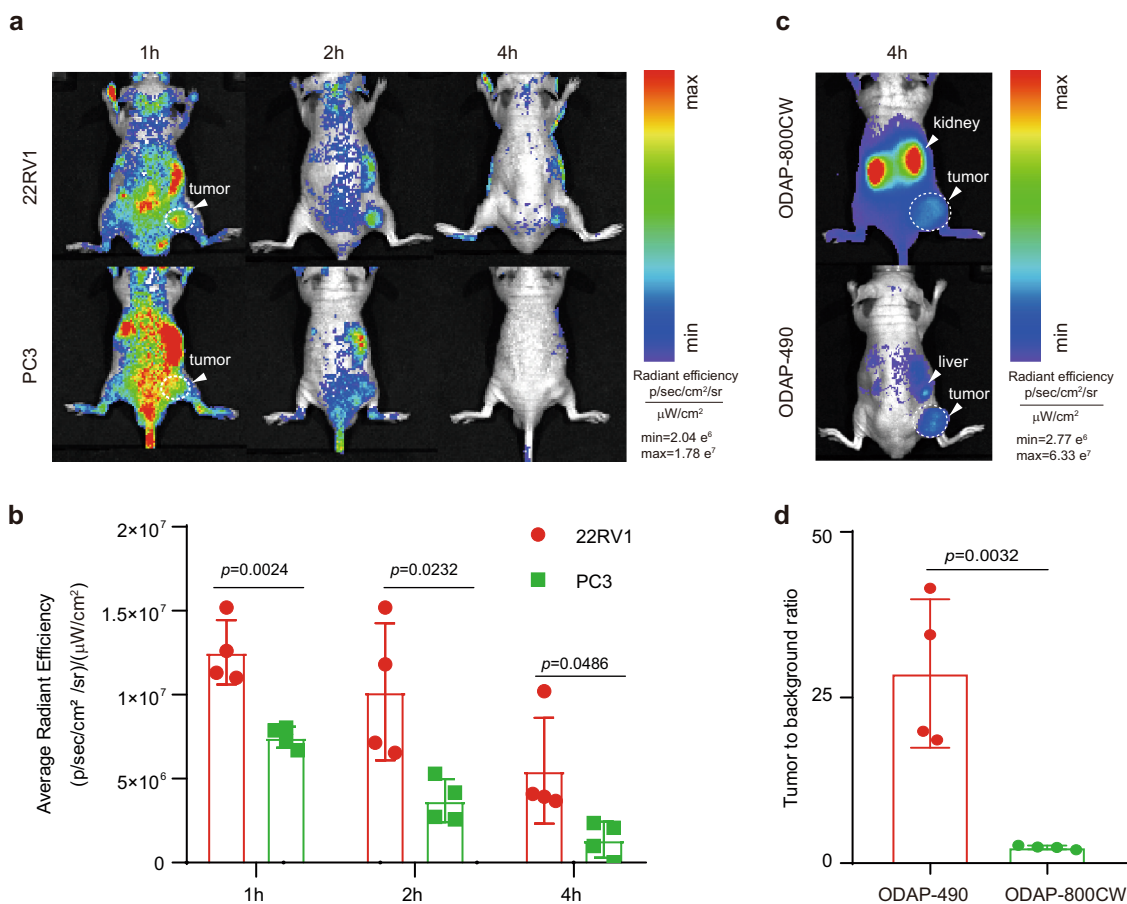 a
1h
2h
4h
22RV1
tumor
PC3
tumor
max
min
Radiant efficiency
p/sec/cm²/sr
μW/cm²
min=2.04 e⁶
max=1.78 e⁷
c
4h
ODAP-800CW
kidney
tumor
ODAP-490
liver
tumor
max
min
Radiant efficiency
p/sec/cm²/sr
μW/cm²
min=2.77 e⁶
max=6.33 e⁷
b
Average Radiant Efficiency
(p/sec/cm² /sr)/(μW/cm²)
2×10⁷
1.5×10⁷
1×10⁷
5×10⁶
0
p=0.0024
p=0.0232
p=0.0486
22RV1
PC3
1h
2h
4h
d
Tumor to background ratio
50
25
0
p=0.0032
ODAP-490
ODAP-800CW